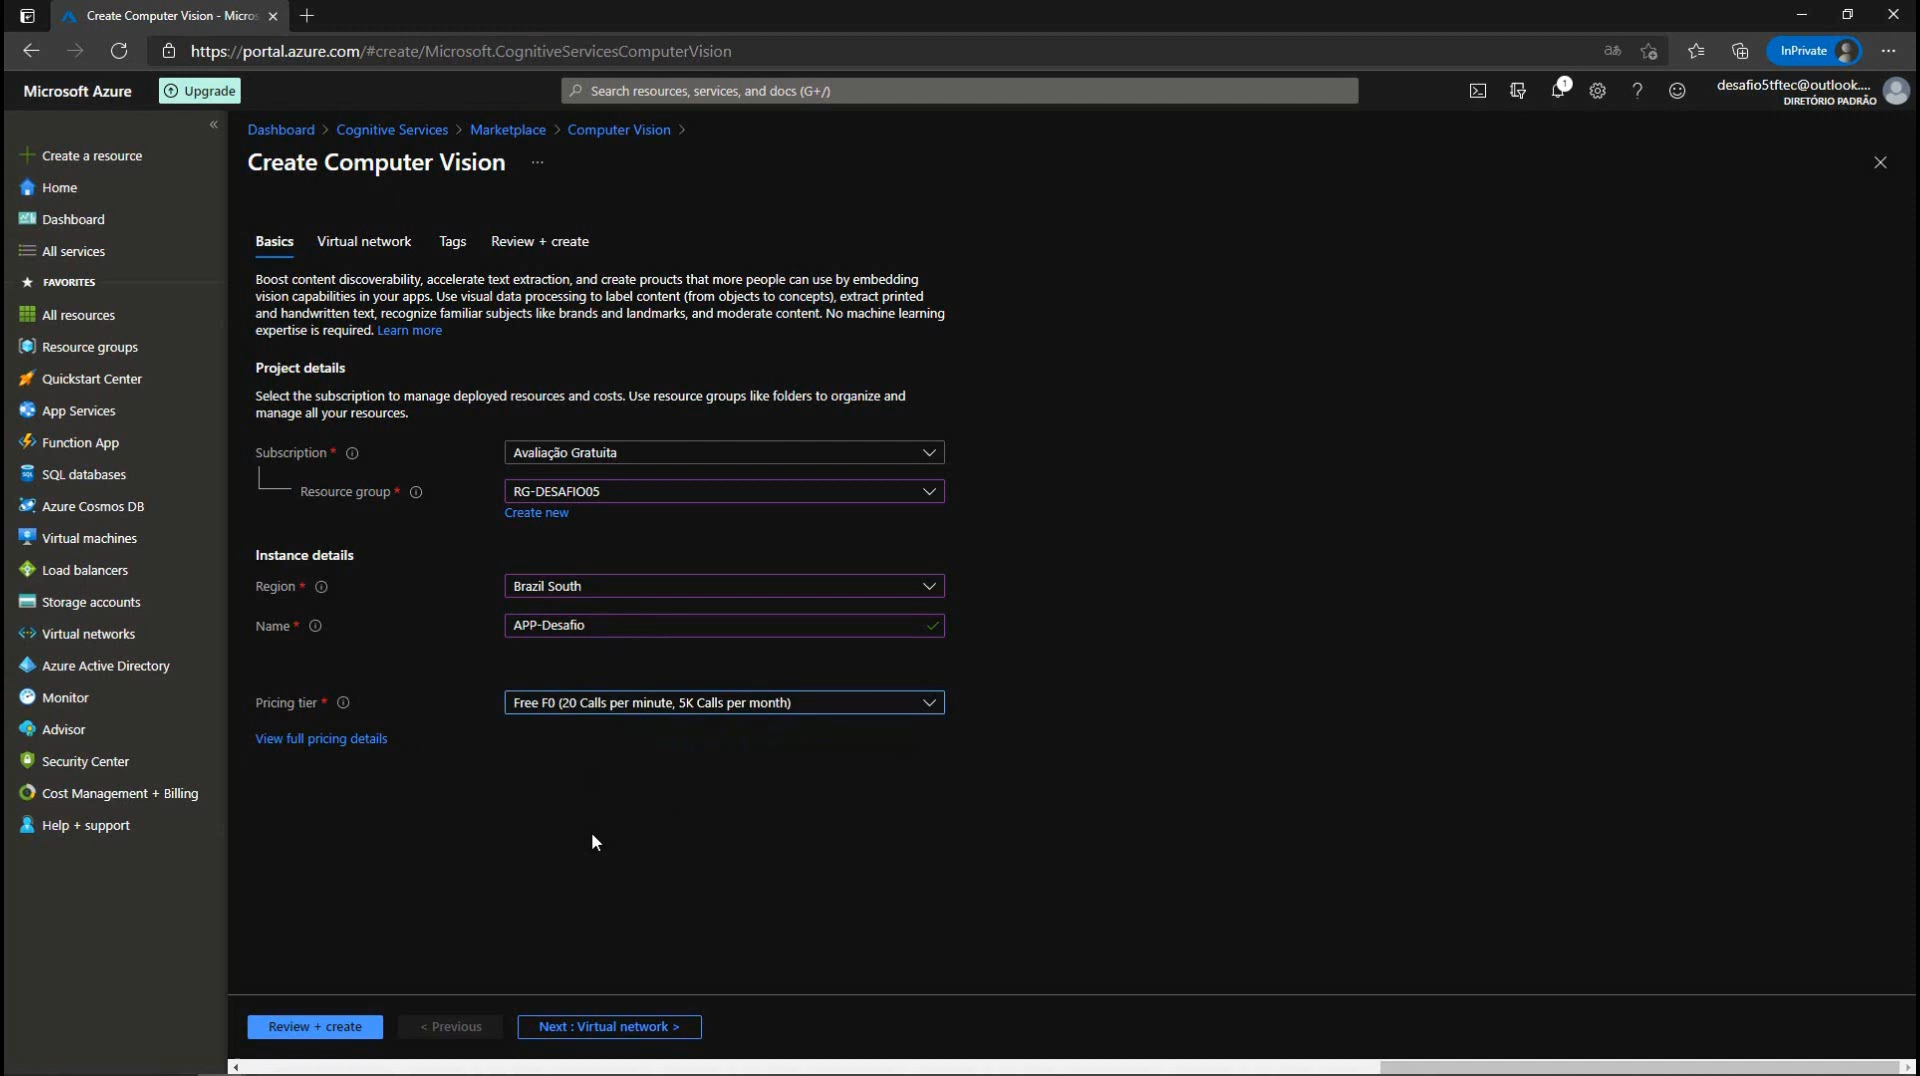 Create Computer Vision - Micros
https://portal.azure.com/#create/Microsoft.CognitiveServicesComputerVision
InPrivate
Microsoft Azure
Upgrade
Search resources, services, and docs (G+/)
1
desafio5tftec@outlook....
DIRETÓRIO PADRÃO
Create a resource
Home
Dashboard
All services
FAVORITES
All resources
Resource groups
Quickstart Center
App Services
Function App
SQL databases
Azure Cosmos DB
Virtual machines
Load balancers
Storage accounts
Virtual networks
Azure Active Directory
Monitor
Advisor
Security Center
Cost Management + Billing
Help + support
Dashboard > Cognitive Services > Marketplace > Computer Vision >
Create Computer Vision ...
Basics Virtual network Tags Review + create
Boost content discoverability, accelerate text extraction, and create proucts that more people can use by embedding
vision capabilities in your apps. Use visual data processing to label content (from objects to concepts), extract printed
and handwritten text, recognize familiar subjects like brands and landmarks, and moderate content. No machine learning
expertise is required. Learn more
Project details
Select the subscription to manage deployed resources and costs. Use resource groups like folders to organize and
manage all your resources.
Subscription * Avaliação Gratuita
Resource group * RG-DESAFIO05
Create new
Instance details
Region * Brazil South
Name * APP-Desafio
Pricing tier * Free F0 (20 Calls per minute, 5K Calls per month)
View full pricing details
Review + create < Previous Next : Virtual network >